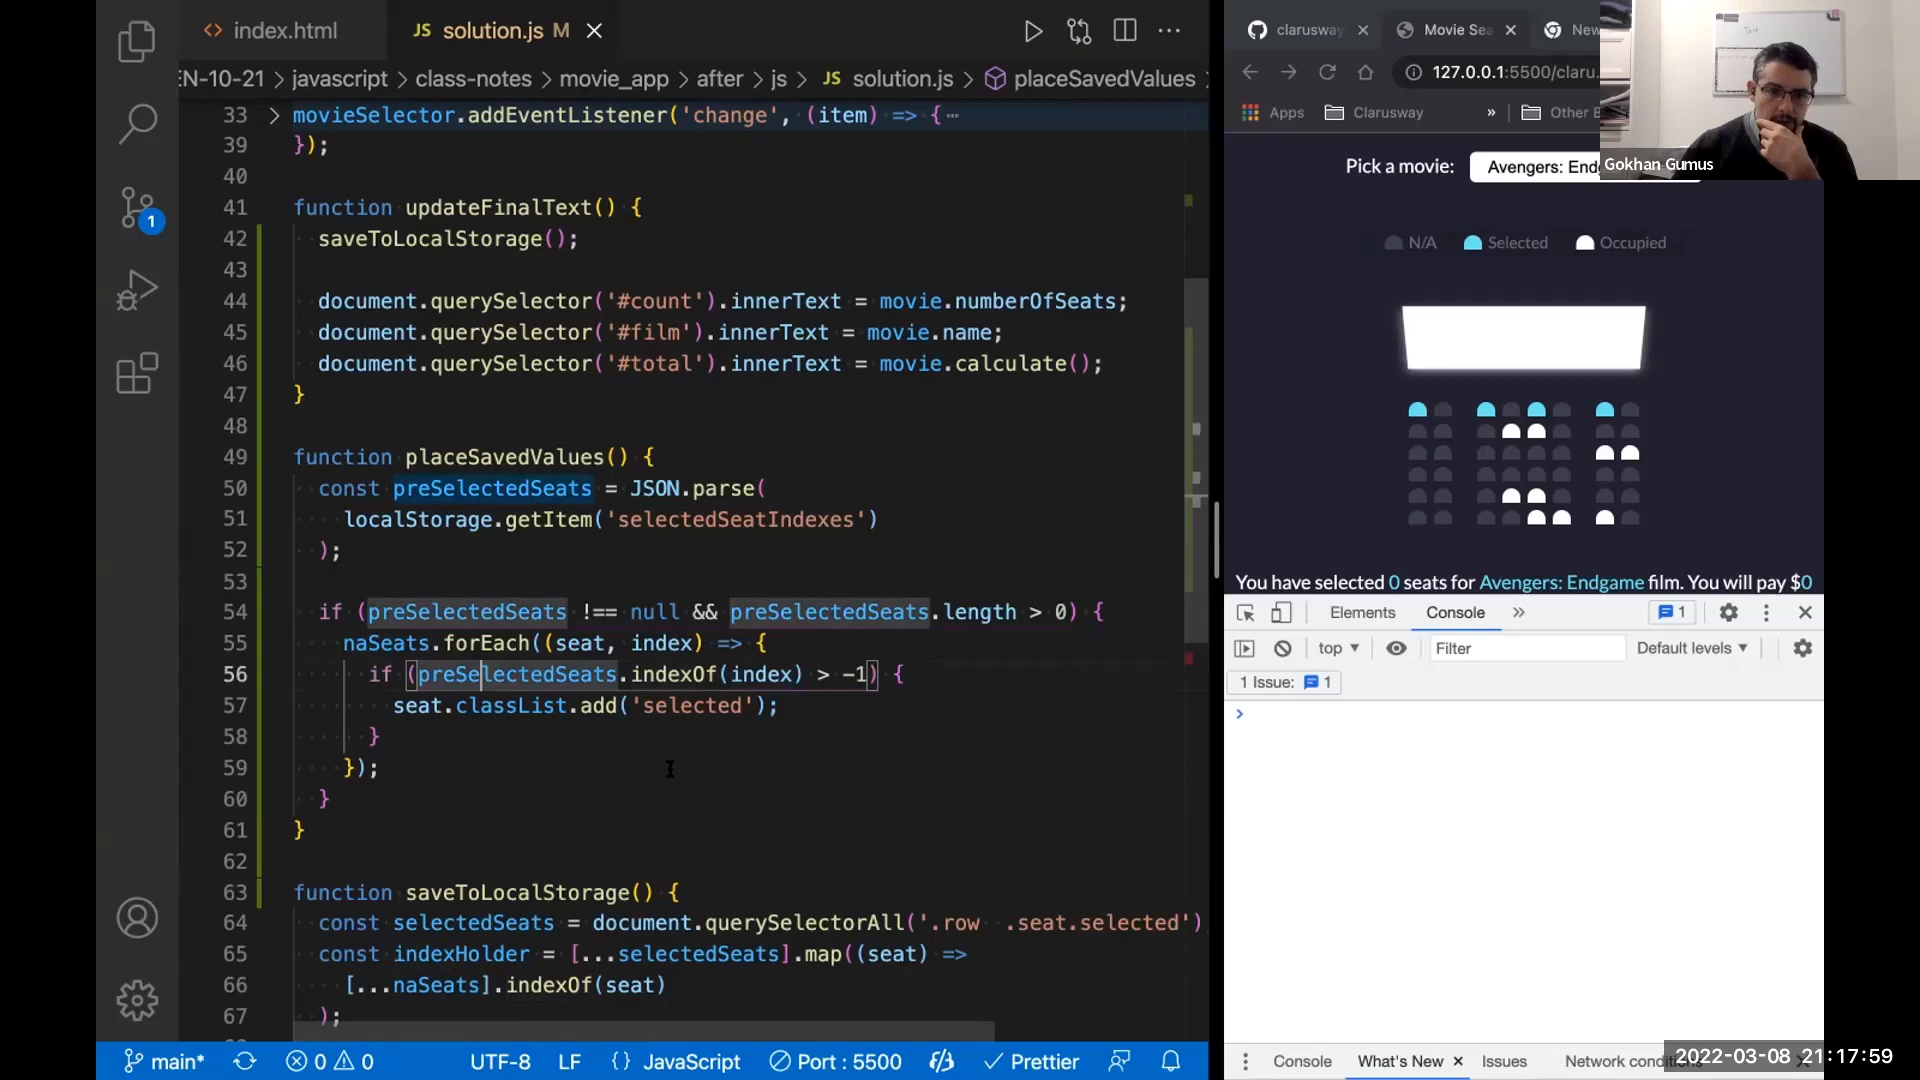 index.html
JS solution.js M
EN-10-21 > javascript > class-notes > movie_app > after > js > JS solution.js > placeSavedValues
33 > movieSelector.addEventListener('change', (item) => {⋯
39 });
40
41 function updateFinalText() {
42 saveToLocalStorage();
43
44 document.querySelector('#count').innerText = movie.numberOfSeats;
45 document.querySelector('#film').innerText = movie.name;
46 document.querySelector('#total').innerText = movie.calculate();
47 }
48
49 function placeSavedValues() {
50 const preSelectedSeats = JSON.parse(
51 localStorage.getItem('selectedSeatIndexes')
52 );
53
54 if (preSelectedSeats !== null && preSelectedSeats.length > 0) {
55 naSeats.forEach((seat, index) => {
56 if (preSelectedSeats.indexOf(index) > -1) {
57 seat.classList.add('selected');
58 }
59 });
60 }
61 }
62
63 function saveToLocalStorage() {
64 const selectedSeats = document.querySelectorAll('.row .seat.selected')
65 const indexHolder = [...selectedSeats].map((seat) =>
66 [...naSeats].indexOf(seat)
67 );
1
main* 0 0 UTF-8 LF {} JavaScript Port : 5500 Prettier
clarusway Movie Sea New
127.0.0.1:5500/claru
Apps Clarusway » Other B
Gokhan Gumus
Pick a movie: Avengers: Endg
N/A Selected Occupied
You have selected 0 seats for Avengers: Endgame film. You will pay $0
Elements Console » 1
top Filter Default levels
1 Issue: 1
>
Console What's New Issues Network conditi
2022-03-08 21:17:59